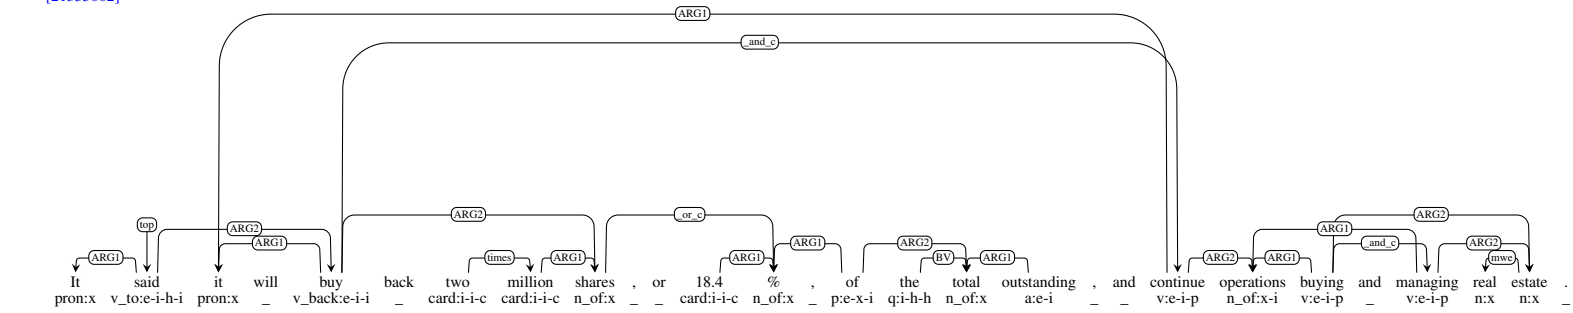 ARG1
_and_c
top ARG2 ARG2 _or_c ARG2
ARG1 ARG1 ARG1 _and_c ARG2
ARG1 times ARG1 ARG1 ARG2 BV ARG1 ARG2 ARG1 mwe
It said it will buy back two million shares , or 18.4 % , of the total outstanding , and continue operations buying and managing real estate .
pron:x v_to:e-i-h-i pron:x _ v_back:e-i-i _ card:i-i-c card:i-i-c n_of:x _ _ card:i-i-c n_of:x _ p:e-x-i q:i-h-h n_of:x a:e-i _ _ v:e-i-p n_of:x-i v:e-i-p _ v:e-i-p n:x n:x _